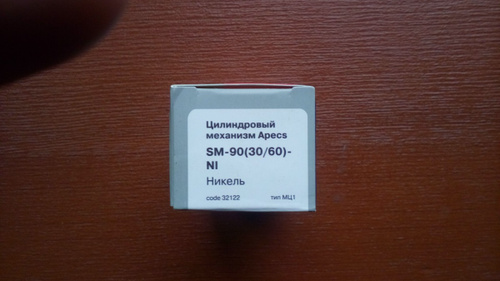 Цилиндровый
механизм Apecs
SM-90(30/60)-
NI
Никель
code 32122 тип МЦ1